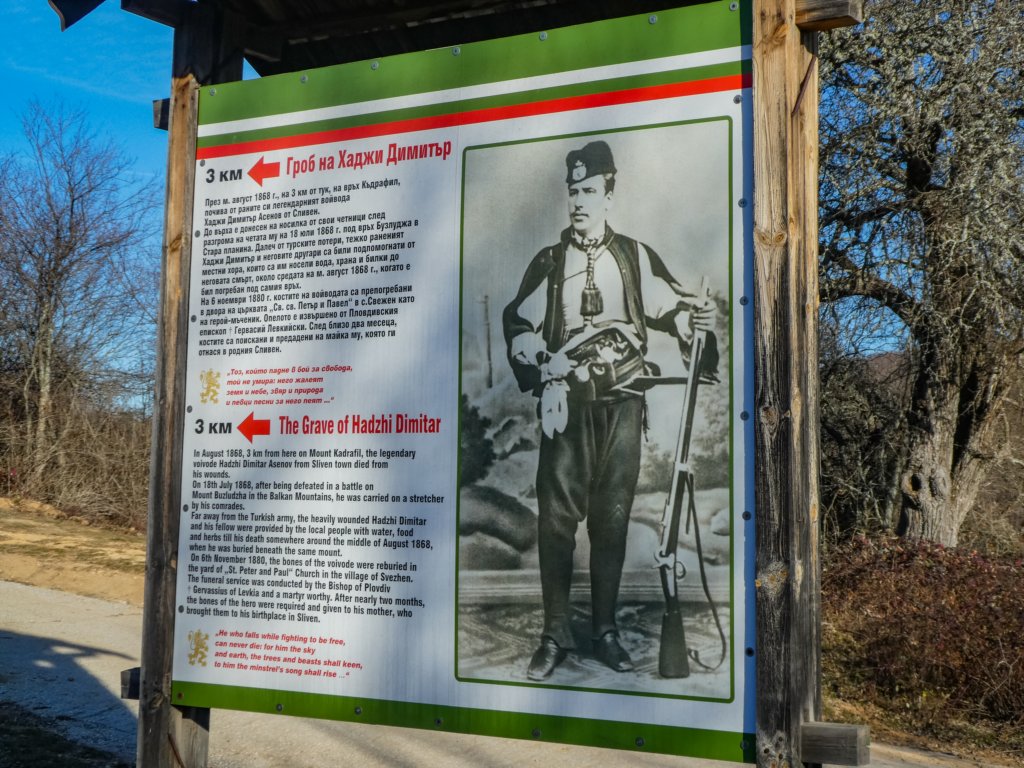 3 км Гроб на Хаджи Димитър
През м. август 1868 г., на 3 км от тук, на връх Къдрафил,
почива от раните си легендарният войвода
Хаджи Димитър Асенов от Сливен.
До върха е донесен на носилка от свои четници след
разгрома на четата му на 18 юли 1868 г. под връх Бузлуджа в
Стара планина. Далеч от турските потери, тежко раненият
Хаджи Димитър и неговите другари са били подпомогнати от
местни хора, които са им носели вода, храна и билки до
неговата смърт, около средата на м. август 1868 г., когато е
бил погребан под самия връх.
На 6 ноември 1880 г. костите на войводата са препогребани
в двора на църквата „Св. св. Петър и Павел" в с.Свежен като
на герой-мъченик. Опелото е извършено от Пловдивския
епископ † Гервасий Левкийски. След близо два месеца,
костите са поискани и предадени на майка му, която ги
отнася в родния Сливен.
„Тоз, който падне в бой за свобода,
той не умира: него жалеят
земя и небе, звяр и природа
и певци песни за него пеят ..."
3 км The Grave of Hadzhi Dimitar
In August 1868, 3 km from here on Mount Kadrafil, the legendary
voivode Hadzhi Dimitar Asenov from Sliven town died from
his wounds.
On 18th July 1868, after being defeated in a battle on
Mount Buzludzha in the Balkan Mountains, he was carried on a stretcher
by his comrades.
Far away from the Turkish army, the heavily wounded Hadzhi Dimitar
and his fellow were provided by the local people with water, food
and herbs till his death somewhere around the middle of August 1868,
when he was buried beneath the same mount.
On 6th November 1880, the bones of the voivode were reburied in
the yard of „St. Peter and Paul" Church in the village of Svezhen.
The funeral service was conducted by the Bishop of Plovdiv
† Gervassius of Levkia and a martyr worthy. After nearly two months,
the bones of the hero were required and given to his mother, who
brought them to his birthplace in Sliven.
„He who falls while fighting to be free,
can never die: for him the sky
and earth, the trees and beasts shall keen,
to him the minstrel's song shall rise ..."